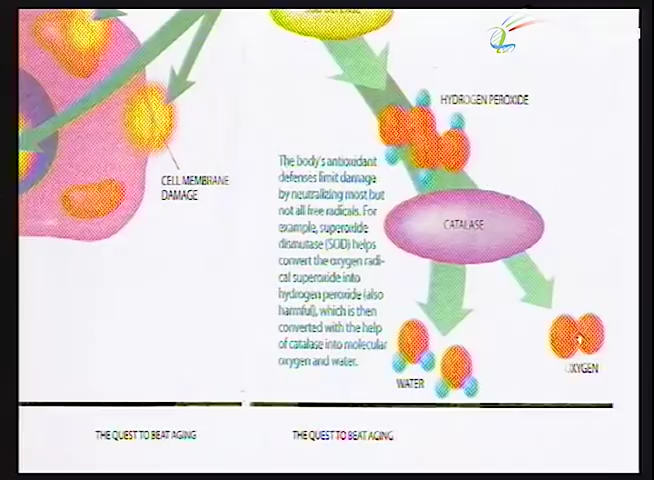 HYDROGEN PEROXIDE
CELL MEMBRANE
DAMAGE
The body's antioxidant
defenses limit damage
by neutralizing most but
not all free radicals. For
example, superoxide
dismutase (SOD) helps
convert the oxygen radi-
cal superoxide into
hydrogen peroxide (also
harmful), which is then
converted with the help
of catalase into molecular
oxygen and water.
CATALASE
WATER
OXYGEN
THE QUEST TO BEAT AGING
THE QUEST TO BEAT AGING